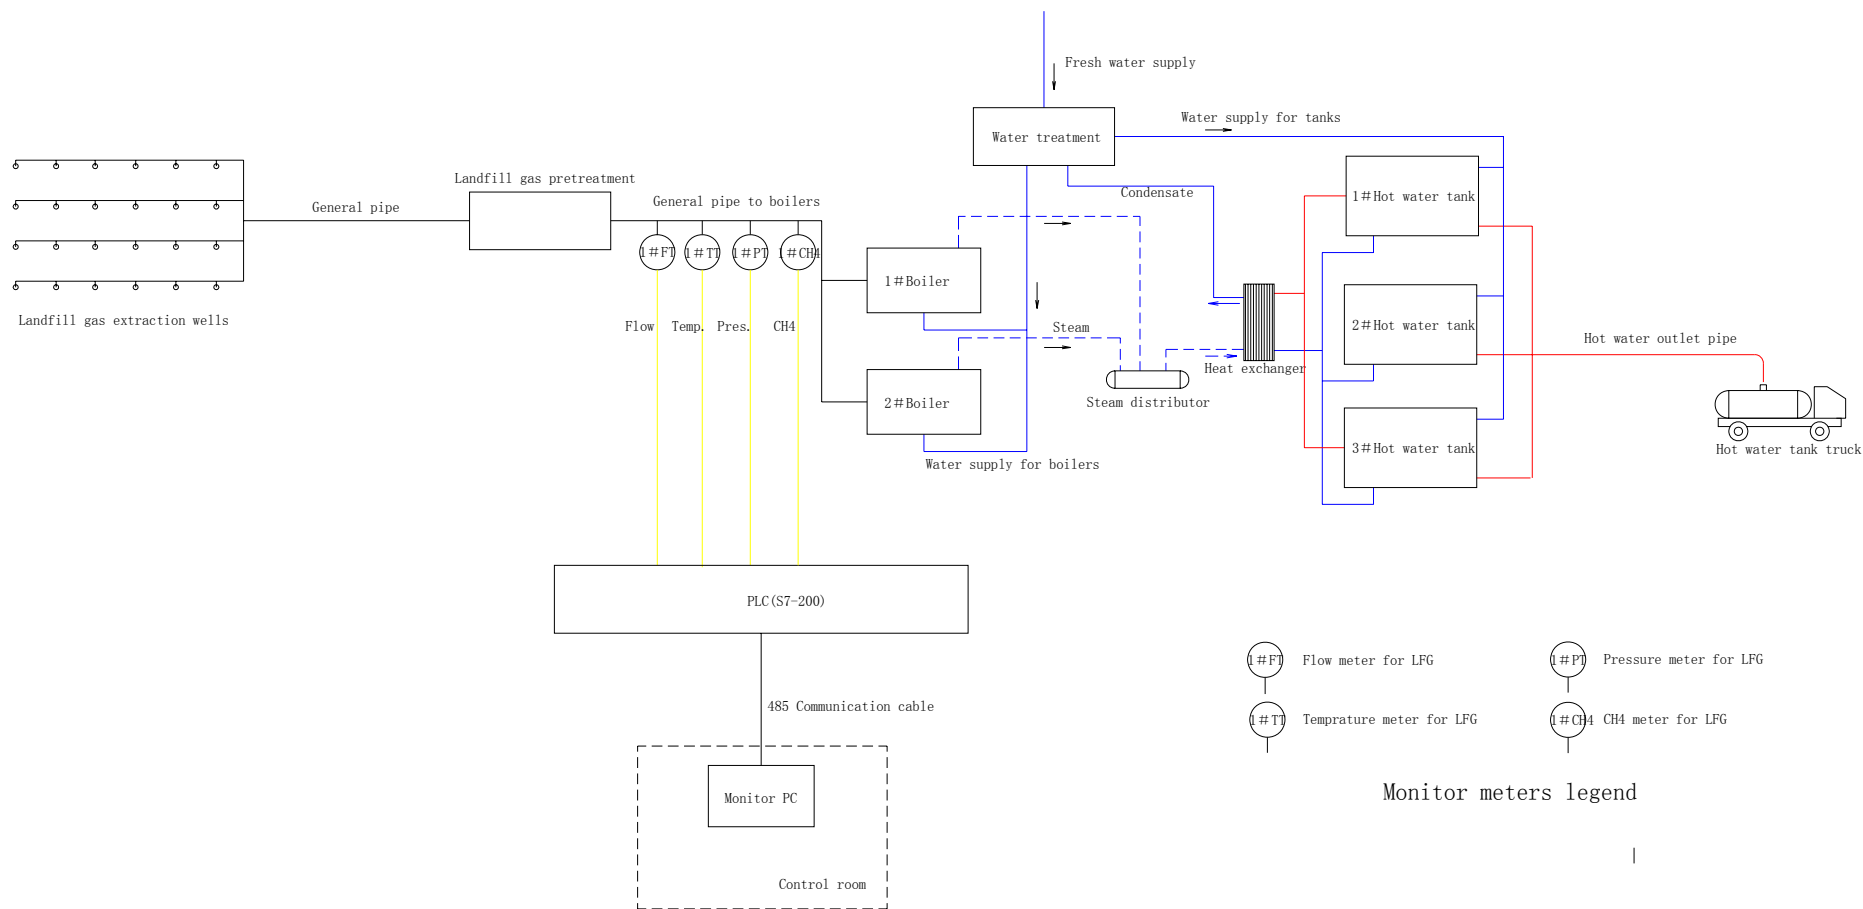 Fresh water supply
Water supply for tanks
Water treatment
Landfill gas pretreatment
Condensate
1#Hot water tank
General pipe
General pipe to boilers
1#FT
1#TT
1#PT
1#CH4
1#Boiler
Landfill gas extraction wells
Flow
Temp.
Pres.
CH4
Steam
2#Hot water tank
Hot water outlet pipe
Heat exchanger
2#Boiler
Steam distributor
3#Hot water tank
Hot water tank truck
Water supply for boilers
PLC(S7-200)
1#FT
Flow meter for LFG
1#PT
Pressure meter for LFG
485 Communication cable
1#TT
Temprature meter for LFG
1#CH4
CH4 meter for LFG
Monitor PC
Monitor meters legend
Control room